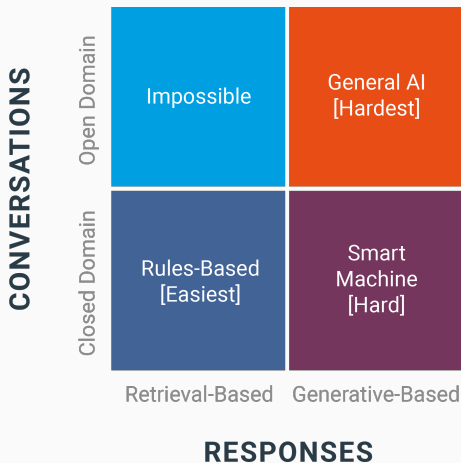 CONVERSATIONS
Open Domain
Impossible
General AI
[Hardest]
Closed Domain
Rules-Based
[Easiest]
Smart
Machine
[Hard]
Retrieval-Based
Generative-Based
RESPONSES